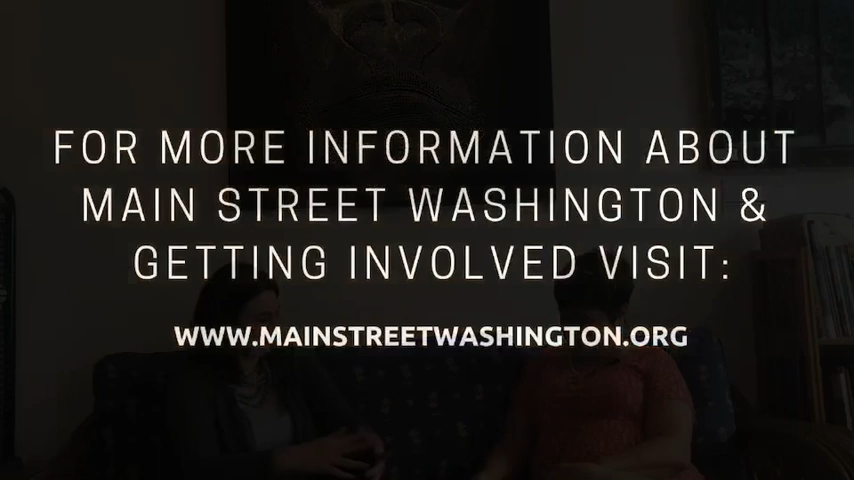 FOR MORE INFORMATION ABOUT
MAIN STREET WASHINGTON &
GETTING INVOLVED VISIT:
WWW.MAINSTREETWASHINGTON.ORG